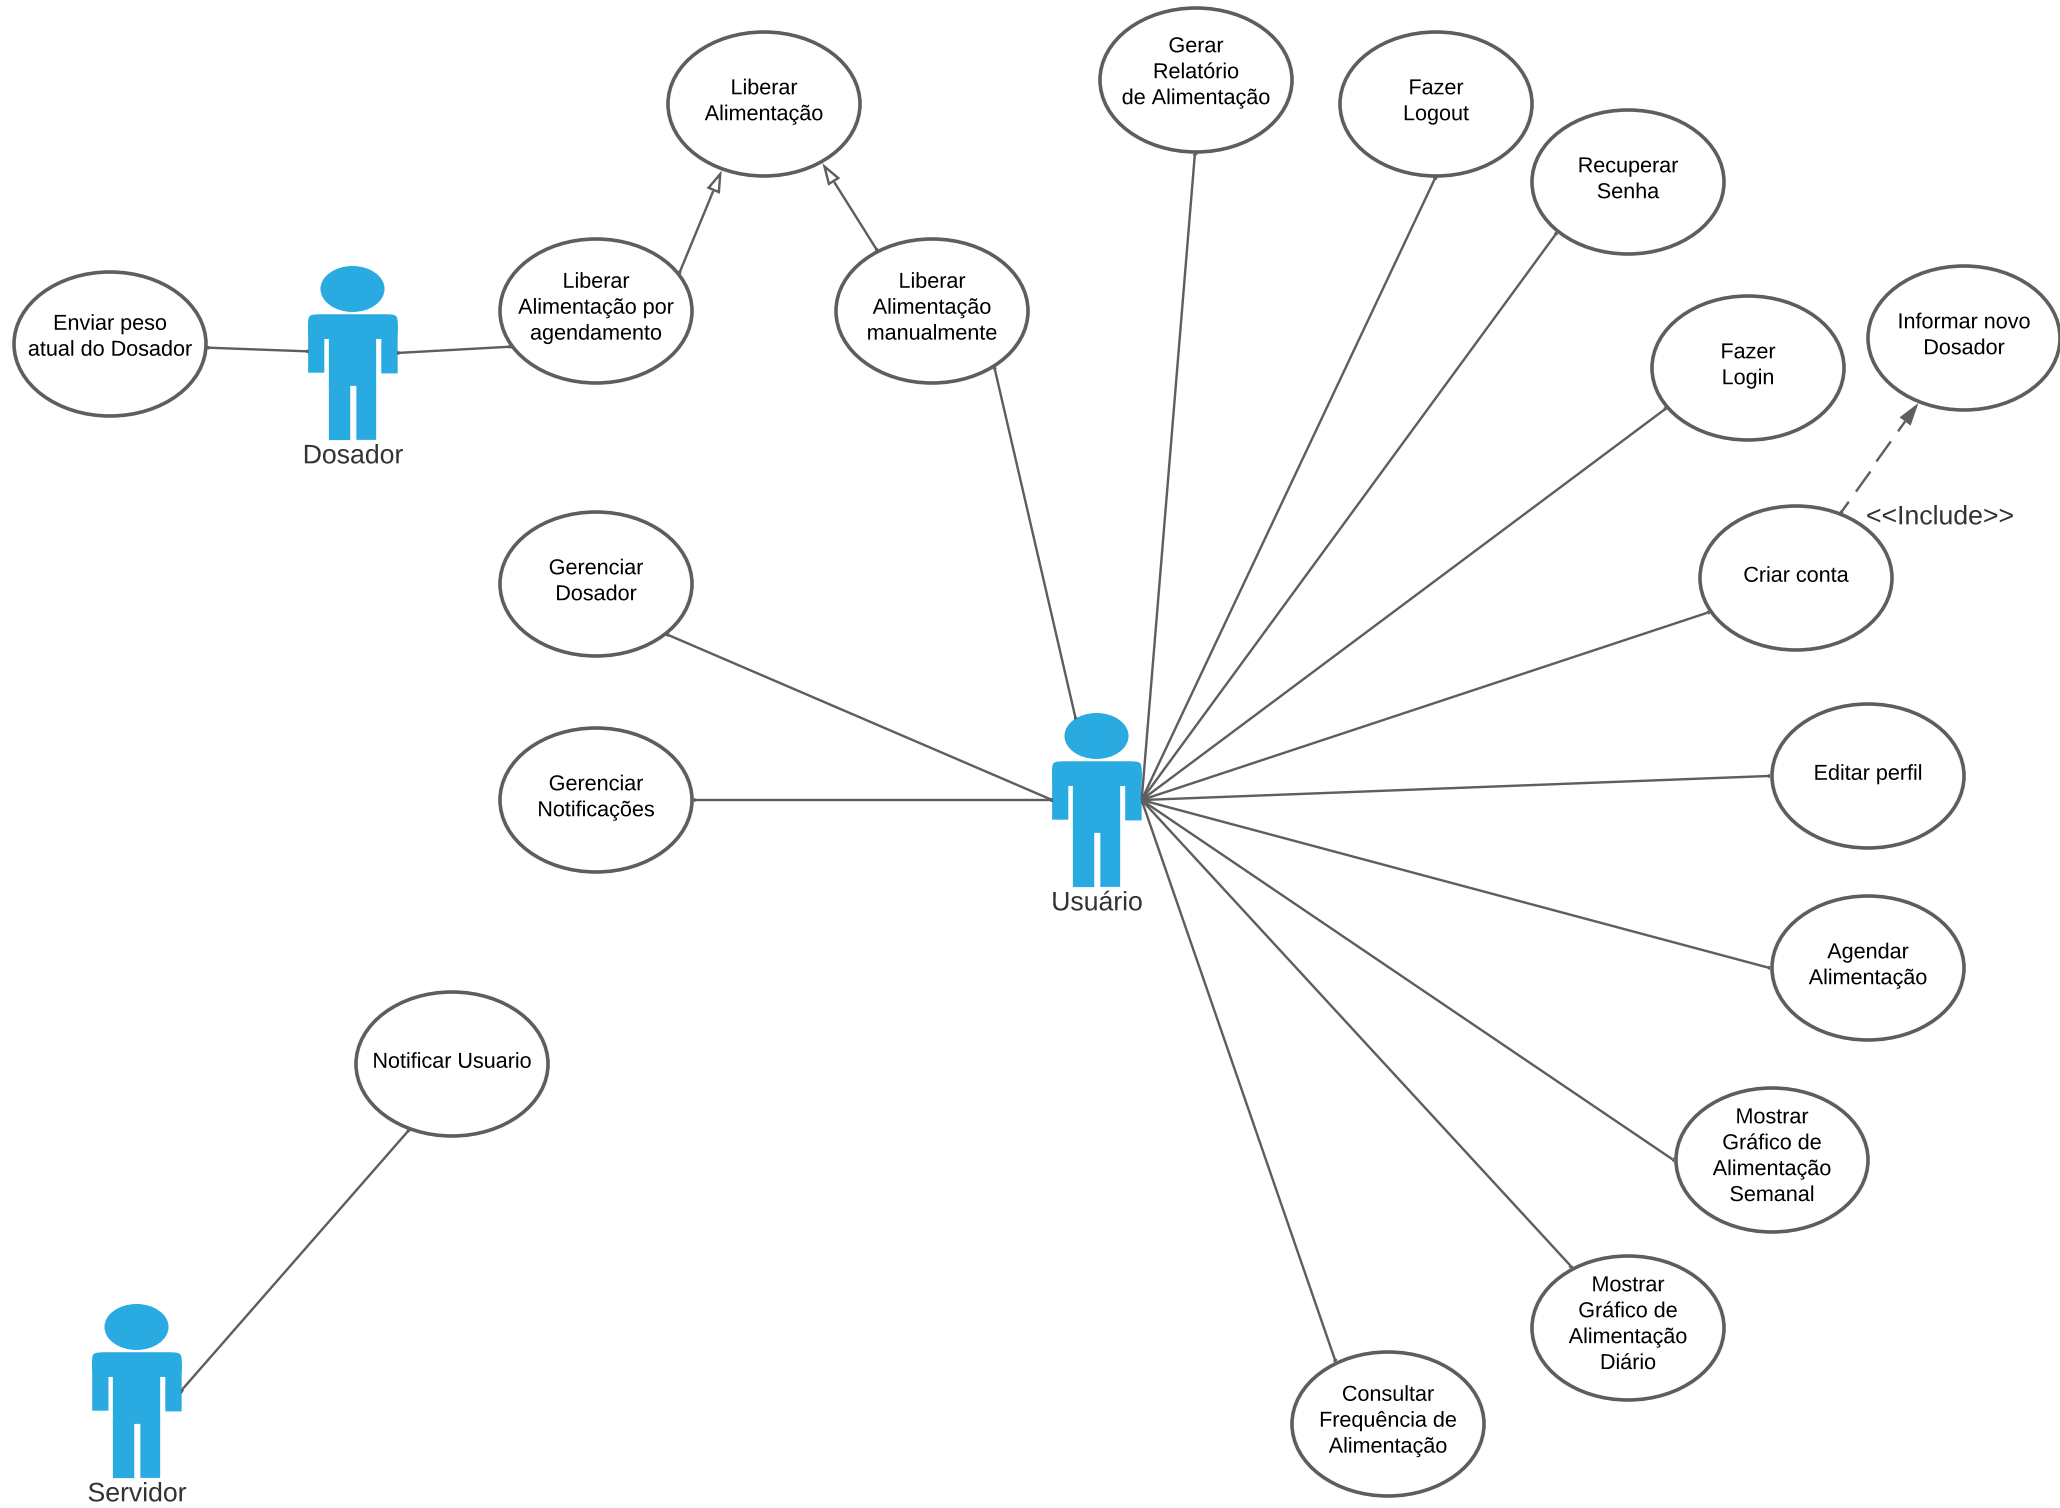 Gerar
Relatório
de Alimentação
Liberar
Alimentação
Fazer
Logout
Recuperar
Senha
Liberar
Alimentação por
agendamento
Liberar
Alimentação
manualmente
Enviar peso
atual do Dosador
Informar novo
Dosador
Fazer
Login
Dosador
<<Include>>
Gerenciar
Dosador
Criar conta
Gerenciar
Notificações
Editar perfil
Usuário
Agendar
Alimentação
Notificar Usuario
Mostrar
Gráfico de
Alimentação
Semanal
Mostrar
Gráfico de
Alimentação
Diário
Consultar
Frequência de
Alimentação
Servidor